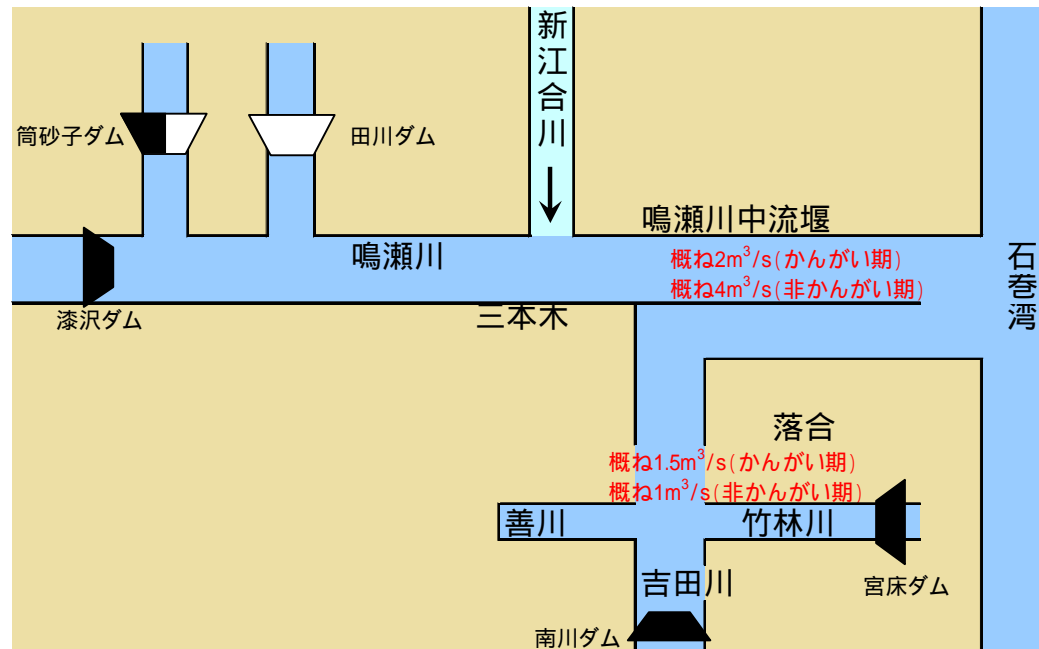 新江合川
筒砂子ダム
田川ダム
鳴瀬川中流堰
鳴瀬川
概ね2m³/s(かんがい期)
概ね4m³/s(非かんがい期)
石巻湾
漆沢ダム
三本木
落合
概ね1.5m³/s(かんがい期)
概ね1m³/s(非かんがい期)
善川
竹林川
吉田川
宮床ダム
南川ダム